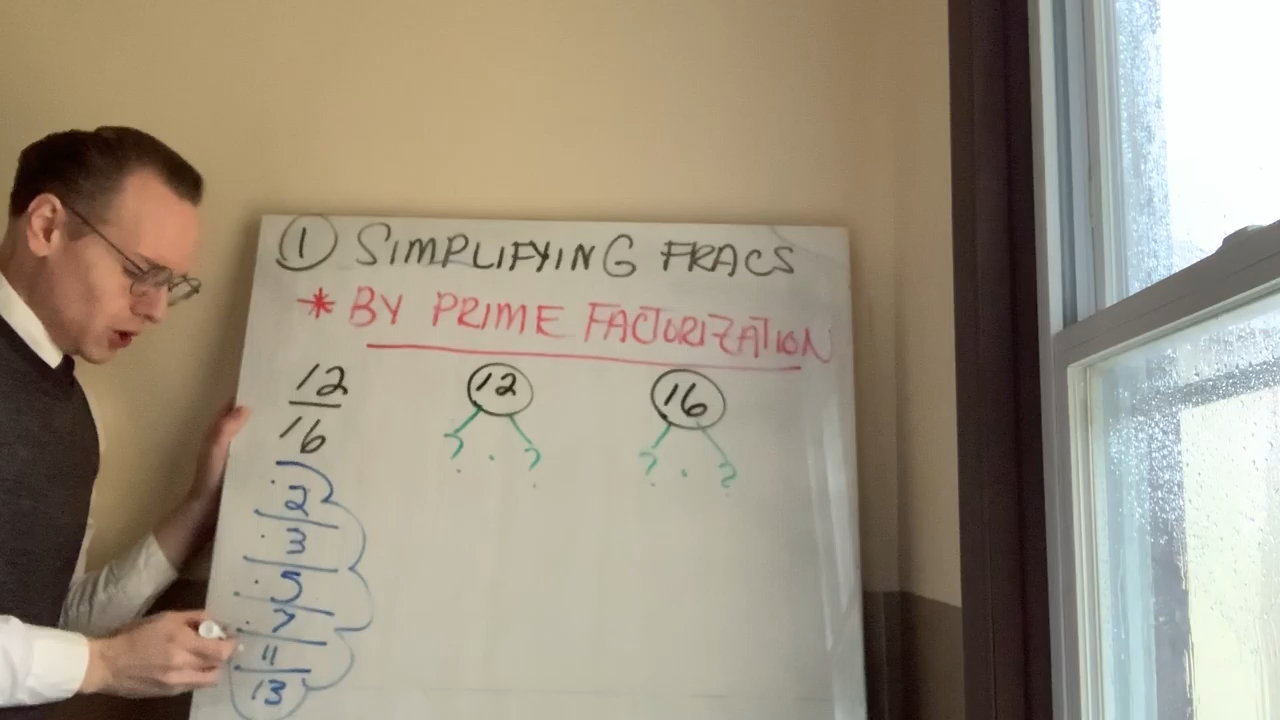 ① SIMPLIFYING FRACS
* BY PRIME FACTORIZATION
12
16
12
16
? · ?
? · ?
2
3
5
7
11
13